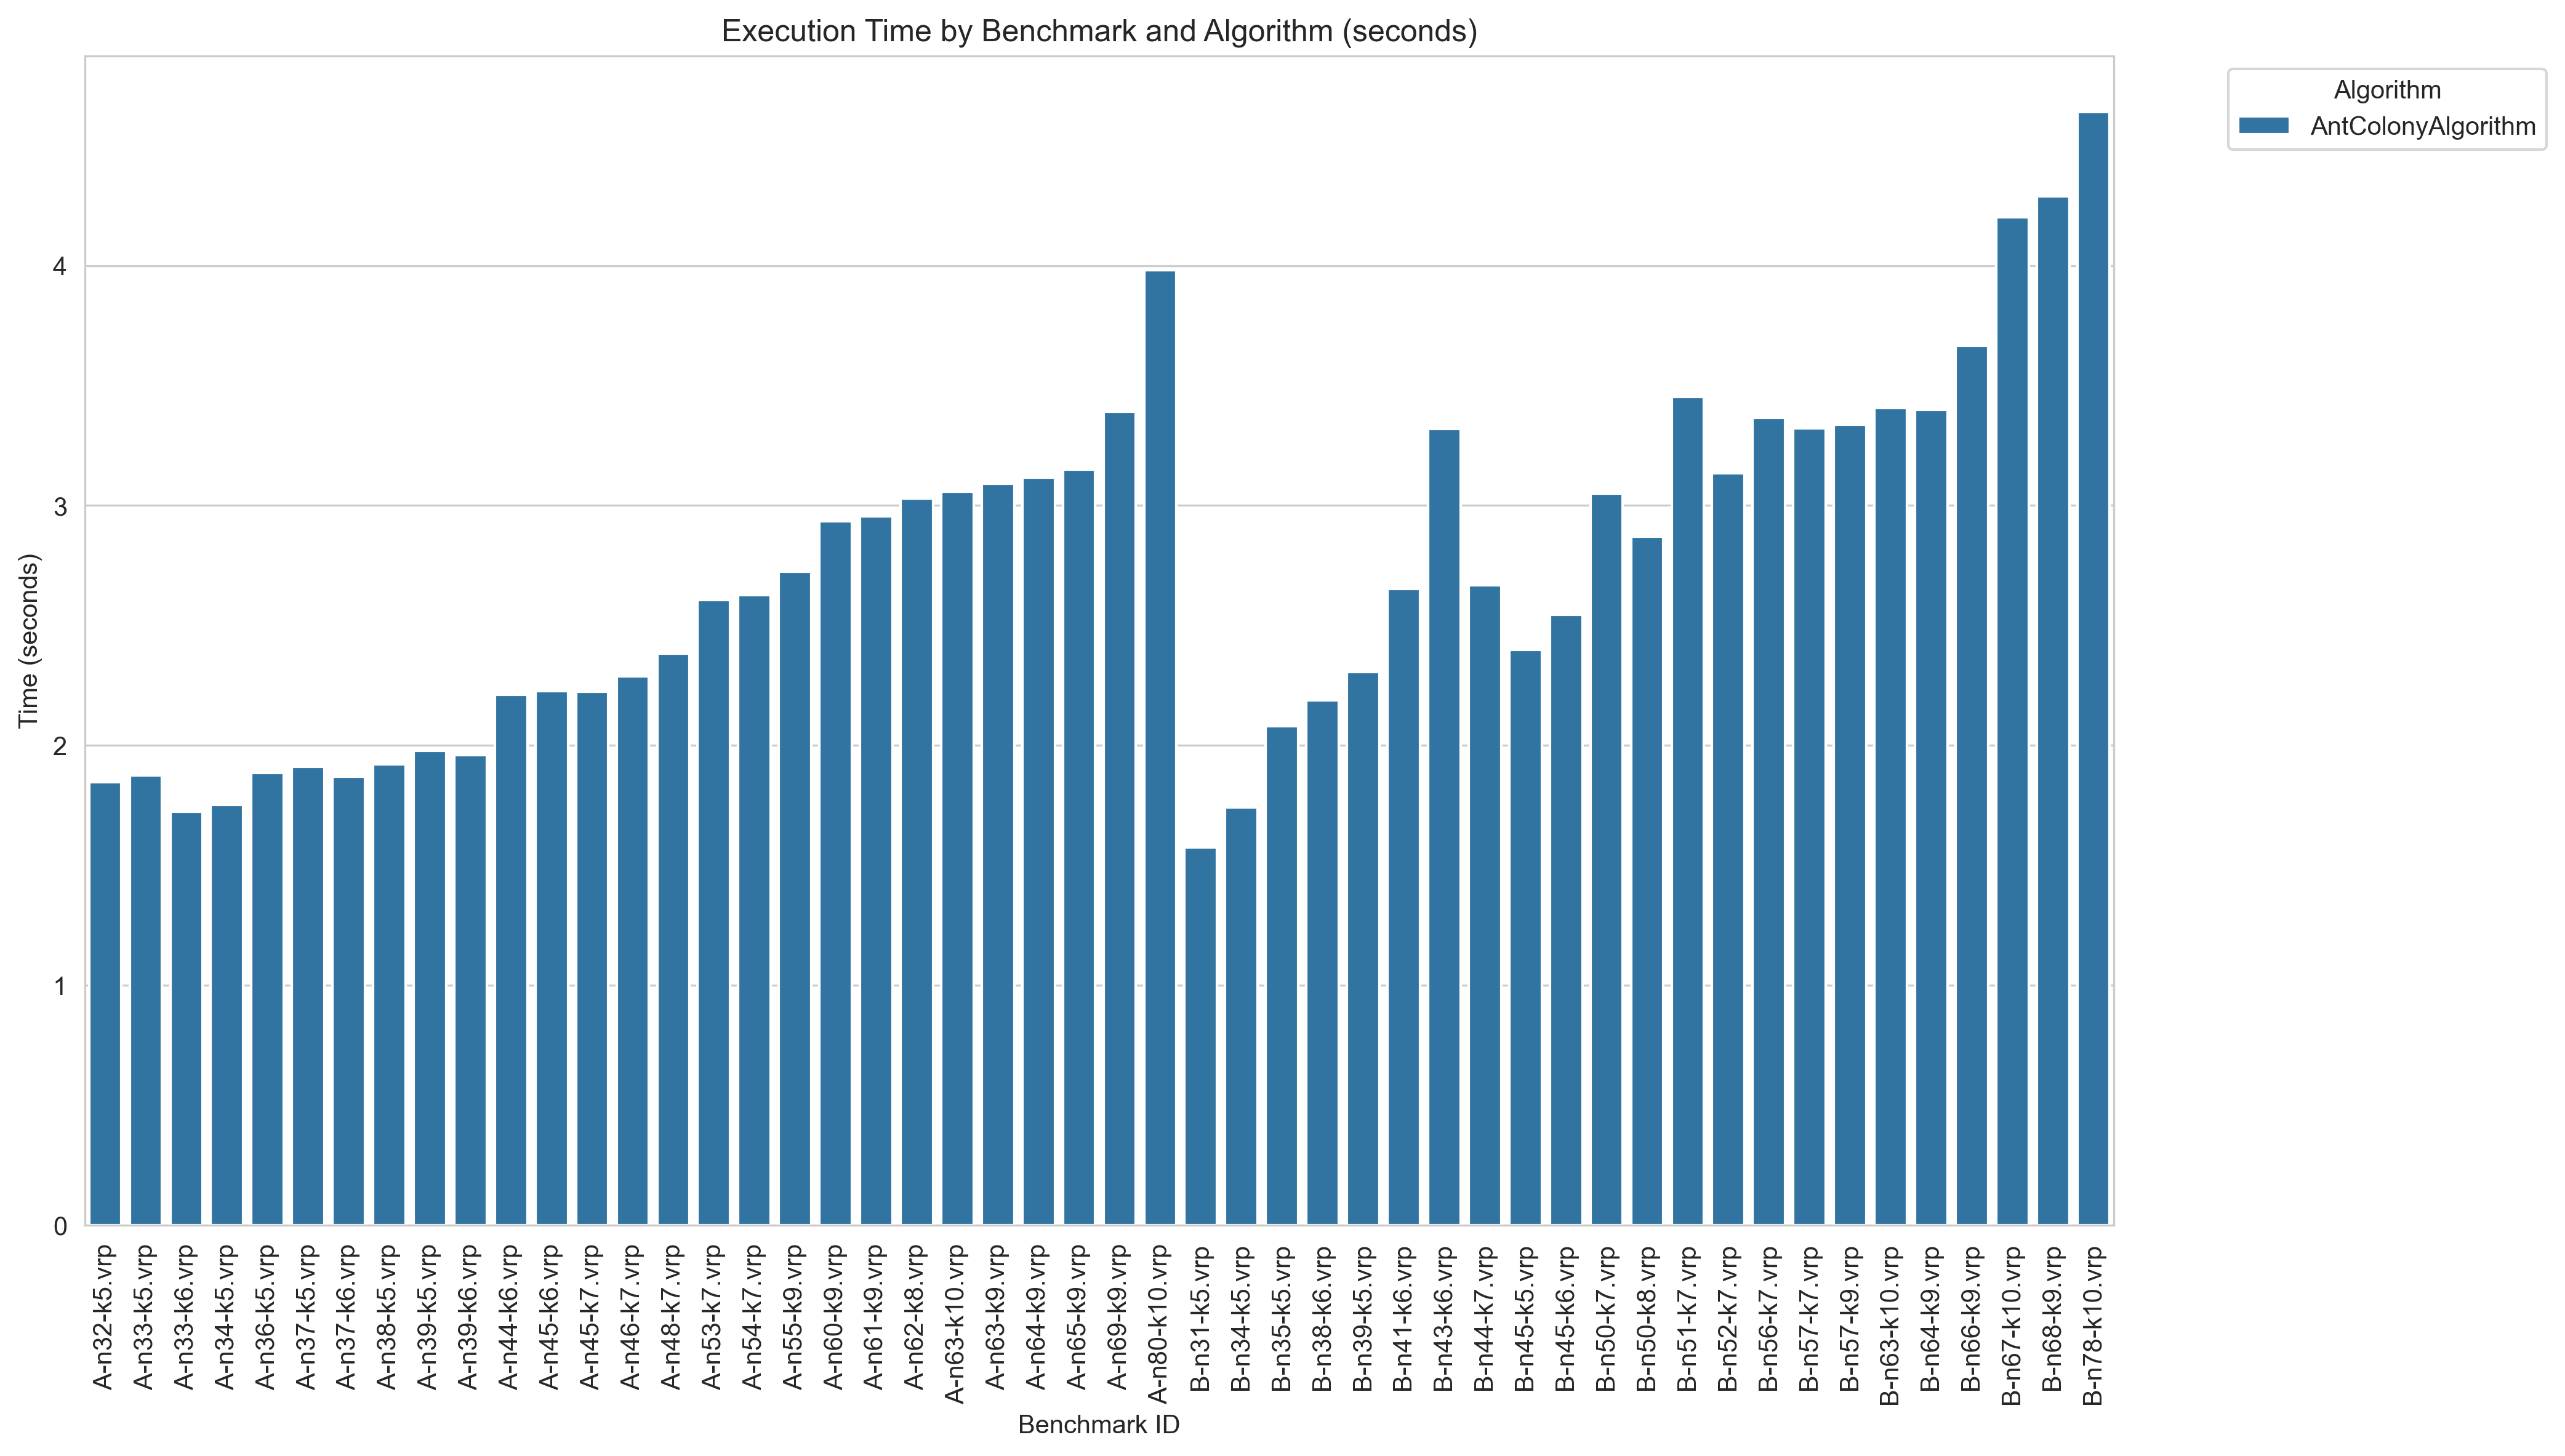 Execution Time by Benchmark and Algorithm (seconds)
Algorithm
AntColonyAlgorithm
Time (seconds)
4
3
2
1
0
A-n32-k5.vrp
A-n33-k5.vrp
A-n33-k6.vrp
A-n34-k5.vrp
A-n36-k5.vrp
A-n37-k5.vrp
A-n37-k6.vrp
A-n38-k5.vrp
A-n39-k5.vrp
A-n39-k6.vrp
A-n44-k6.vrp
A-n45-k6.vrp
A-n45-k7.vrp
A-n46-k7.vrp
A-n48-k7.vrp
A-n53-k7.vrp
A-n54-k7.vrp
A-n55-k9.vrp
A-n60-k9.vrp
A-n61-k9.vrp
A-n62-k8.vrp
A-n63-k10.vrp
A-n63-k9.vrp
A-n64-k9.vrp
A-n65-k9.vrp
A-n69-k9.vrp
A-n80-k10.vrp
B-n31-k5.vrp
B-n34-k5.vrp
B-n35-k5.vrp
B-n38-k6.vrp
B-n39-k5.vrp
B-n41-k6.vrp
B-n43-k6.vrp
B-n44-k7.vrp
B-n45-k5.vrp
B-n45-k6.vrp
B-n50-k7.vrp
B-n50-k8.vrp
B-n51-k7.vrp
B-n52-k7.vrp
B-n56-k7.vrp
B-n57-k7.vrp
B-n57-k9.vrp
B-n63-k10.vrp
B-n64-k9.vrp
B-n66-k9.vrp
B-n67-k10.vrp
B-n68-k9.vrp
B-n78-k10.vrp
Benchmark ID